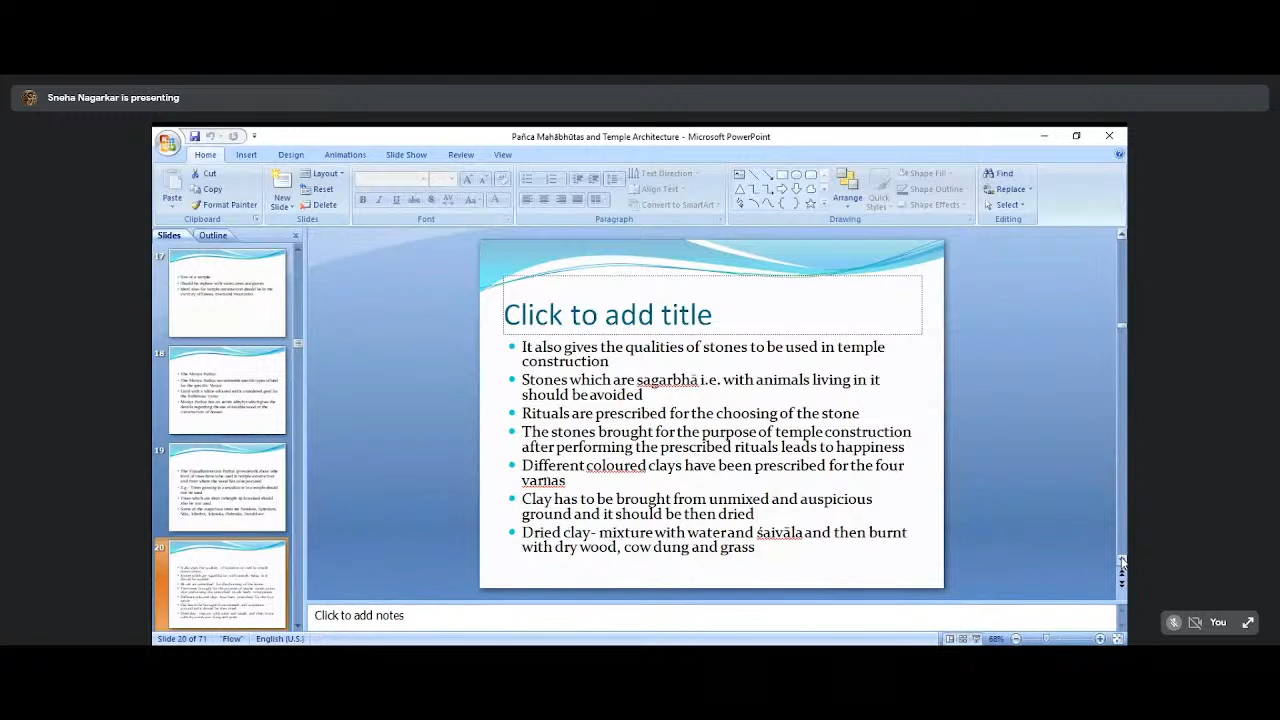 Sneha Nagarkar is presenting
Pañca Mahābhūtas and Temple Architecture - Microsoft PowerPoint
Home Insert Design Animations Slide Show Review View
Cut
Copy
Format Painter
Paste
Clipboard
New
Slide
Layout
Reset
Delete
Slides
Font
Text Direction
Align Text
Convert to SmartArt
Paragraph
Arrange
Quick
Styles
Shape Fill
Shape Outline
Shape Effects
Drawing
Find
Replace
Select
Editing
Slides Outline
17
18
19
20
Click to add title
It also gives the qualities of stones to be used in temple
construction
Stones which are i.e. with animals living in it
should be avoided
Rituals are prescribed for the choosing of the stone
The stones brought for the purpose of temple construction
after performing the prescribed rituals leads to happiness
Different colour clays have been prescribed for the four
varnas
Clay has to be brought from unmixed and auspicious
ground and it should be then dried
Dried clay- mixture with water and śaivāla and then burnt
with dry wood, cow dung and grass
Click to add notes
Slide 20 of 71 "Flow" English (U.S.) 68%
You